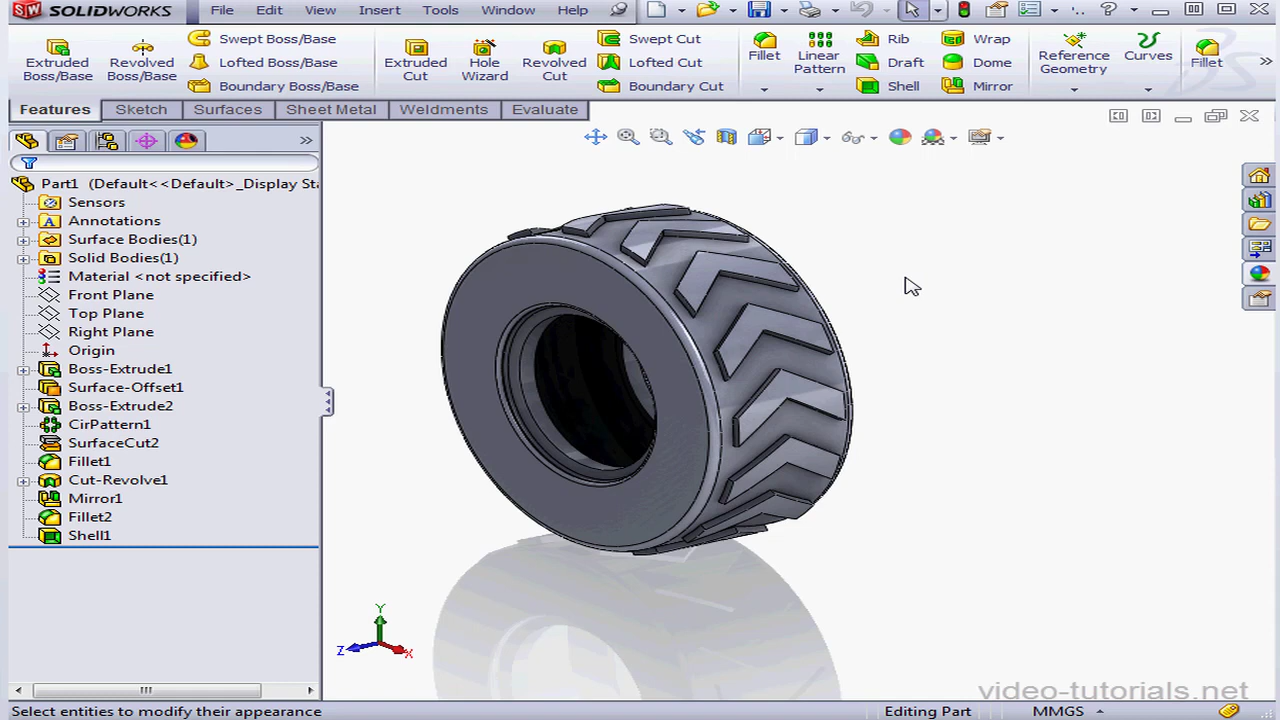 SOLIDWORKS File Edit View Insert Tools Window Help
Extruded Boss/Base
Revolved Boss/Base
Swept Boss/Base
Lofted Boss/Base
Boundary Boss/Base
Extruded Cut
Hole Wizard
Revolved Cut
Swept Cut
Lofted Cut
Boundary Cut
Fillet
Linear Pattern
Rib
Draft
Shell
Wrap
Dome
Mirror
Reference Geometry
Curves
Fillet
Features Sketch Surfaces Sheet Metal Weldments Evaluate
Part1 (Default<<Default>_Display Sta
Sensors
Annotations
Surface Bodies(1)
Solid Bodies(1)
Material <not specified>
Front Plane
Top Plane
Right Plane
Origin
Boss-Extrude1
Surface-Offset1
Boss-Extrude2
CirPattern1
SurfaceCut2
Fillet1
Cut-Revolve1
Mirror1
Fillet2
Shell1
Y
Z
X
video-tutorials.net
Select entities to modify their appearance Editing Part MMGS